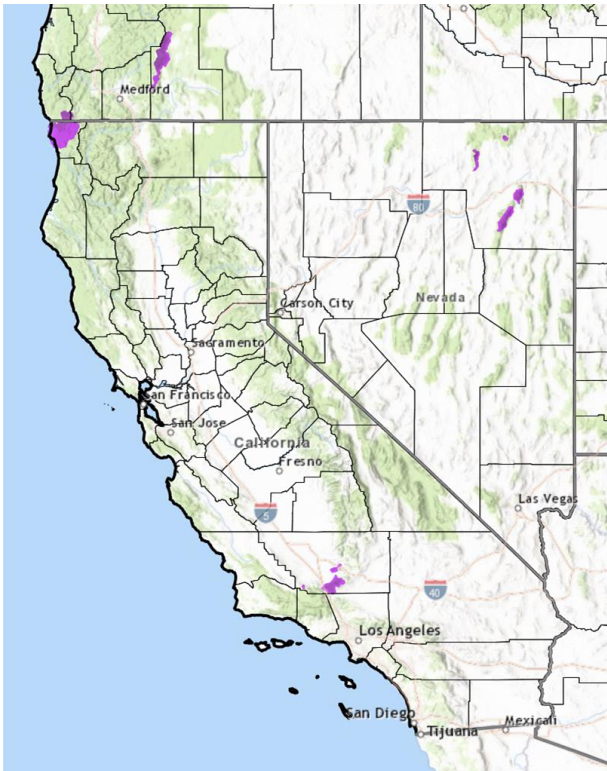 Medford
80
Carson City
Nevada
Sacramento
San Francisco
San Jose
California
Fresno
5
Las Vegas
40
Los Angeles
San Diego
Tijuana
Mexicali